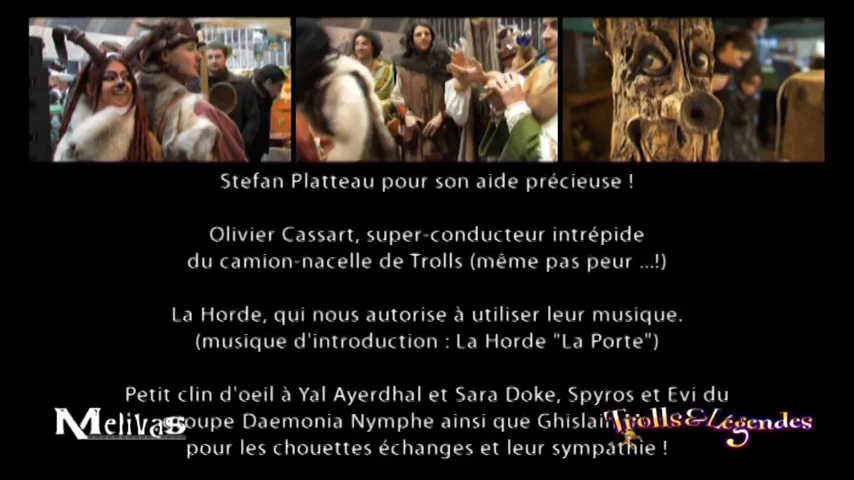 Stefan Platteau pour son aide précieuse !
Olivier Cassart, super-conducteur intrépide
du camion-nacelle de Trolls (même pas peur ...!)
La Horde, qui nous autorise à utiliser leur musique.
(musique d'introduction : La Horde "La Porte")
Petit clin d'oeil à Yal Ayerdhal et Sara Doke, Spyros et Evi du
groupe Daemonia Nymphe ainsi que
pour les chouettes échanges et leur sympathie !
Melivas
Trolls&Légendes